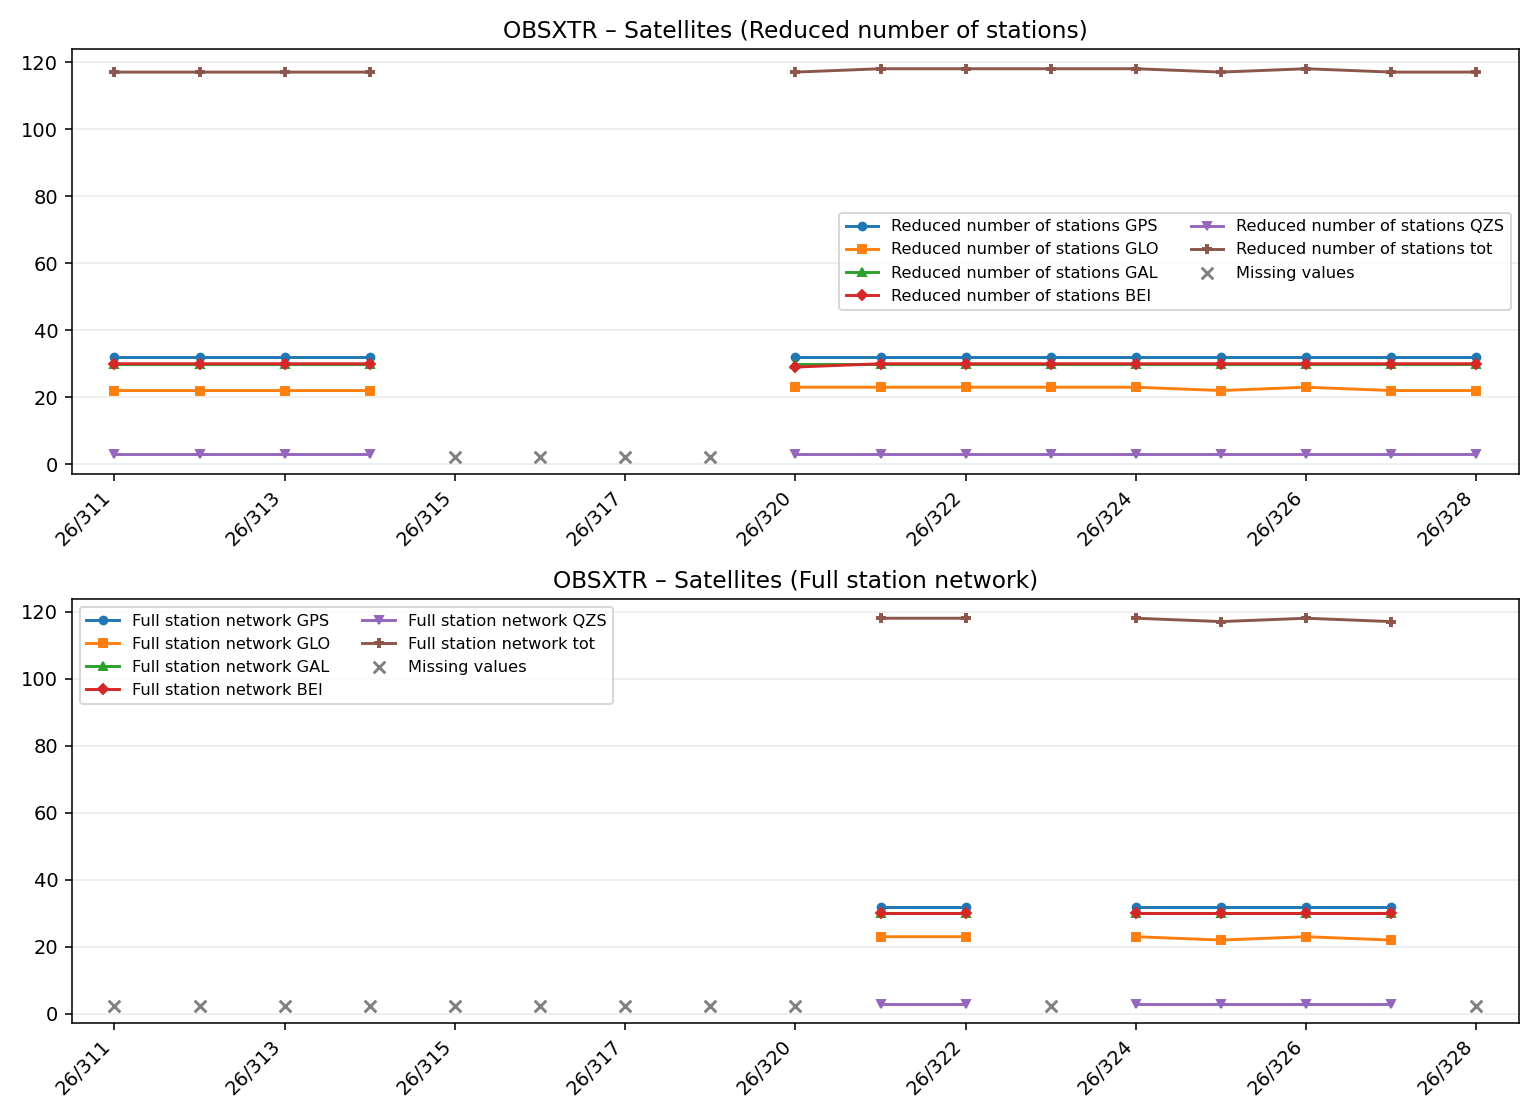 OBSXTR – Satellites (Reduced number of stations)
120
100
80
60
40
20
0
Reduced number of stations GPS
Reduced number of stations GLO
Reduced number of stations GAL
Reduced number of stations BEI
Reduced number of stations QZS
Reduced number of stations tot
Missing values
26/311
26/313
26/315
26/317
26/320
26/322
26/324
26/326
26/328
OBSXTR – Satellites (Full station network)
120
100
80
60
40
20
0
Full station network GPS
Full station network GLO
Full station network GAL
Full station network BEI
Full station network QZS
Full station network tot
Missing values
26/311
26/313
26/315
26/317
26/320
26/322
26/324
26/326
26/328